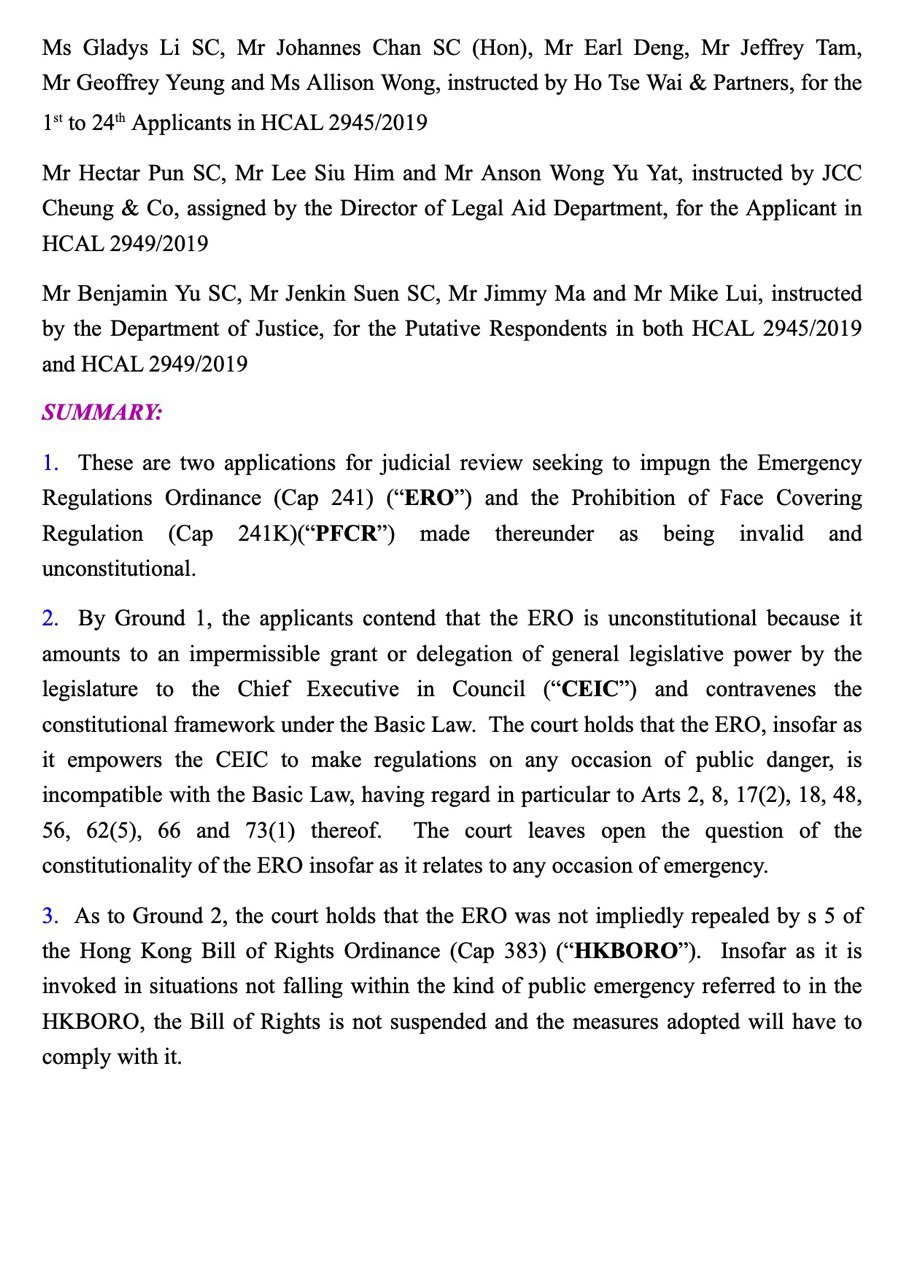 Ms Gladys Li SC, Mr Johannes Chan SC (Hon), Mr Earl Deng, Mr Jeffrey Tam,
Mr Geoffrey Yeung and Ms Allison Wong, instructed by Ho Tse Wai & Partners, for the
1st to 24th Applicants in HCAL 2945/2019
Mr Hectar Pun SC, Mr Lee Siu Him and Mr Anson Wong Yu Yat, instructed by JCC
Cheung & Co, assigned by the Director of Legal Aid Department, for the Applicant in
HCAL 2949/2019
Mr Benjamin Yu SC, Mr Jenkin Suen SC, Mr Jimmy Ma and Mr Mike Lui, instructed
by the Department of Justice, for the Putative Respondents in both HCAL 2945/2019
and HCAL 2949/2019
SUMMARY:
1. These are two applications for judicial review seeking to impugn the Emergency
Regulations Ordinance (Cap 241) (“ERO”) and the Prohibition of Face Covering
Regulation (Cap 241K)(“PFCR”) made thereunder as being invalid and
unconstitutional.
2. By Ground 1, the applicants contend that the ERO is unconstitutional because it
amounts to an impermissible grant or delegation of general legislative power by the
legislature to the Chief Executive in Council (“CEIC”) and contravenes the
constitutional framework under the Basic Law. The court holds that the ERO, insofar as
it empowers the CEIC to make regulations on any occasion of public danger, is
incompatible with the Basic Law, having regard in particular to Arts 2, 8, 17(2), 18, 48,
56, 62(5), 66 and 73(1) thereof. The court leaves open the question of the
constitutionality of the ERO insofar as it relates to any occasion of emergency.
3. As to Ground 2, the court holds that the ERO was not impliedly repealed by s 5 of
the Hong Kong Bill of Rights Ordinance (Cap 383) (“HKBORO”). Insofar as it is
invoked in situations not falling within the kind of public emergency referred to in the
HKBORO, the Bill of Rights is not suspended and the measures adopted will have to
comply with it.